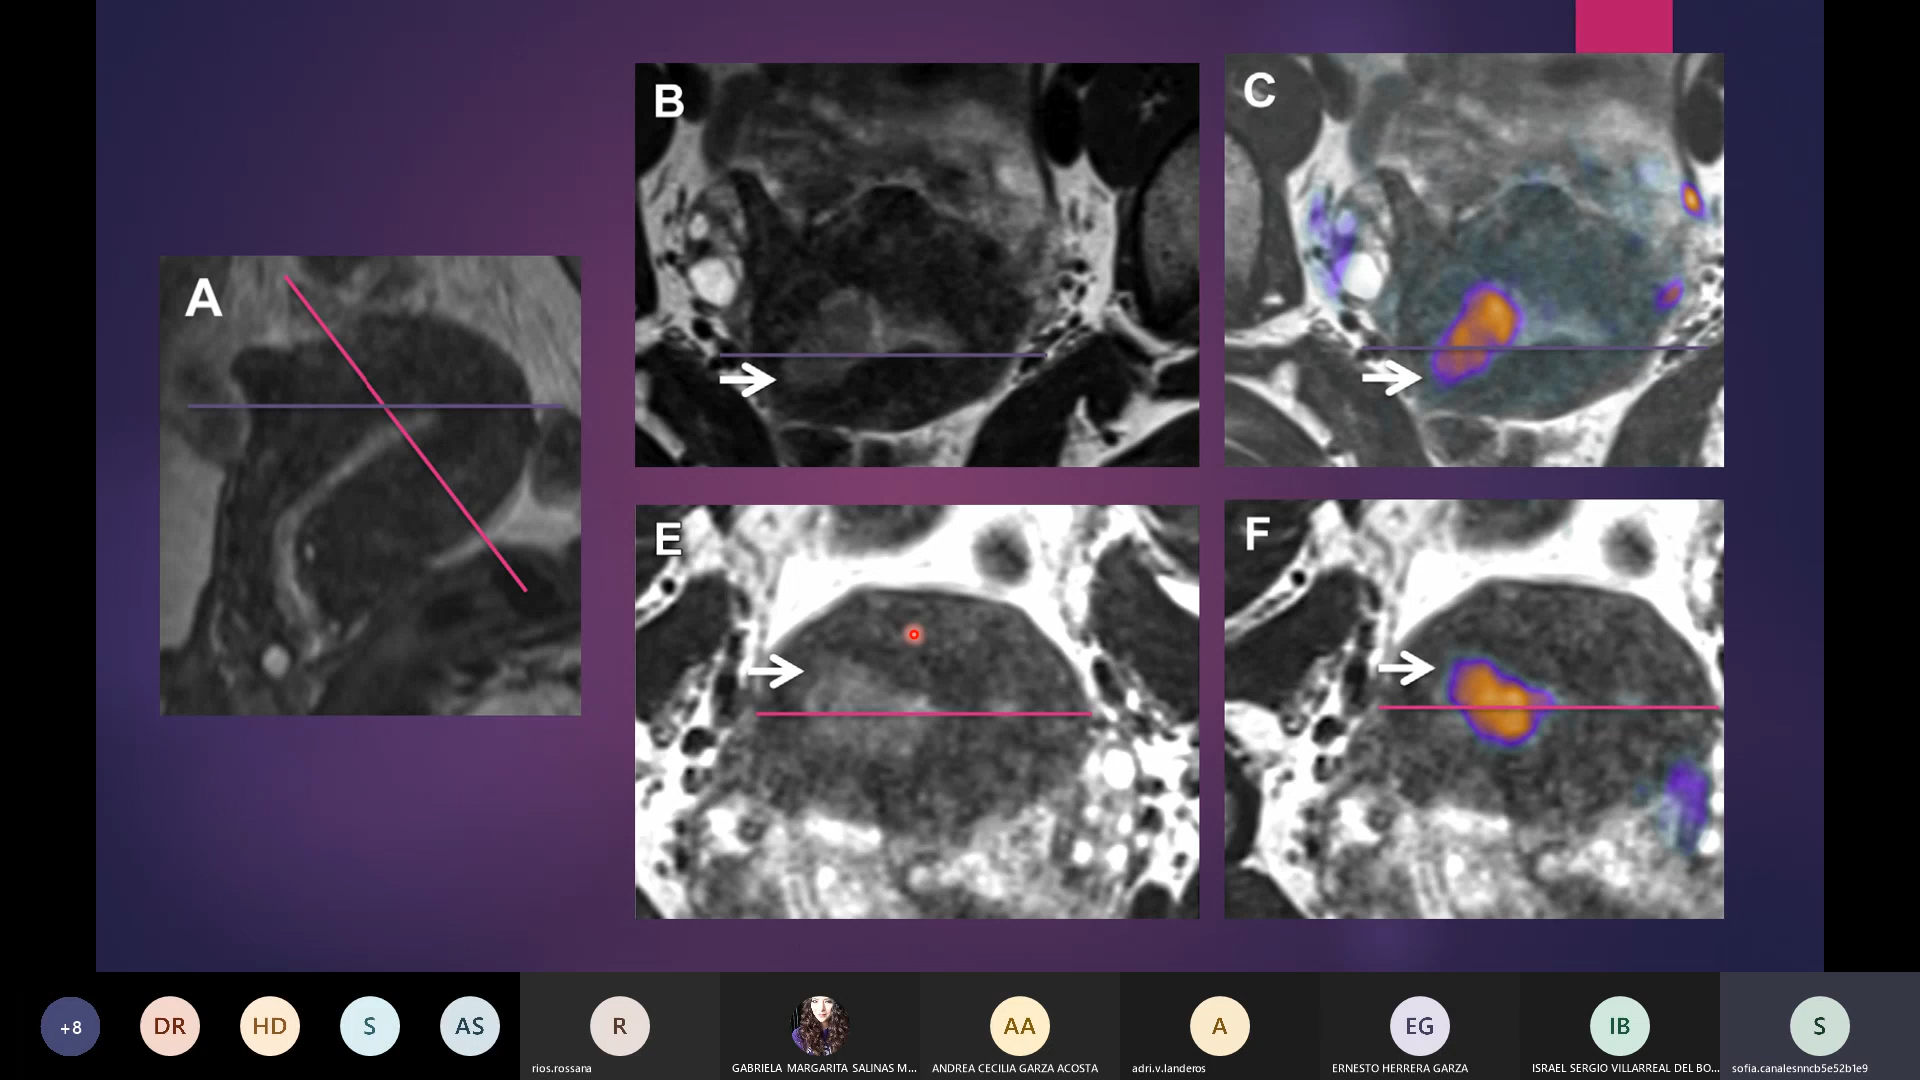 A
B
C
E
F
+8
DR
HD
S
AS
R
rios.rossana
GABRIELA MARGARITA SALINAS M...
AA
ANDREA CECILIA GARZA ACOSTA
A
adri.v.landeros
EG
ERNESTO HERRERA GARZA
IB
ISRAEL SERGIO VILLARREAL DEL BO...
S
sofia.canalesnncb5e52b1e9